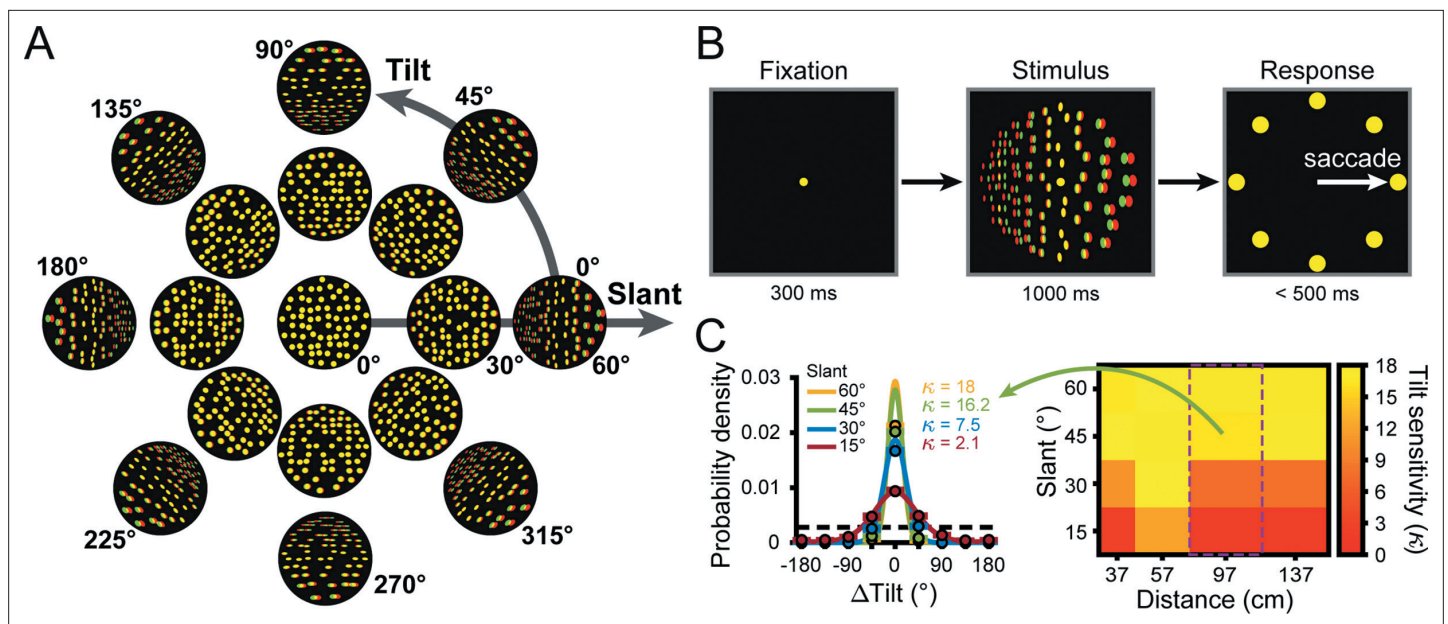 A
90°
Tilt
135°
45°
180°
0°
Slant
0°
30°
60°
225°
315°
270°
B
Fixation
Stimulus
Response
saccade
300 ms
1000 ms
< 500 ms
C
Probability density
0.03
0.02
0.01
0
Slant
60°
45°
30°
15°
κ = 18
κ = 16.2
κ = 7.5
κ = 2.1
-180
-90
0
90
180
ΔTilt (°)
Slant (°)
60
45
30
15
37
57
97
137
Distance (cm)
18
15
12
9
6
3
0
Tilt sensitivity (κ)